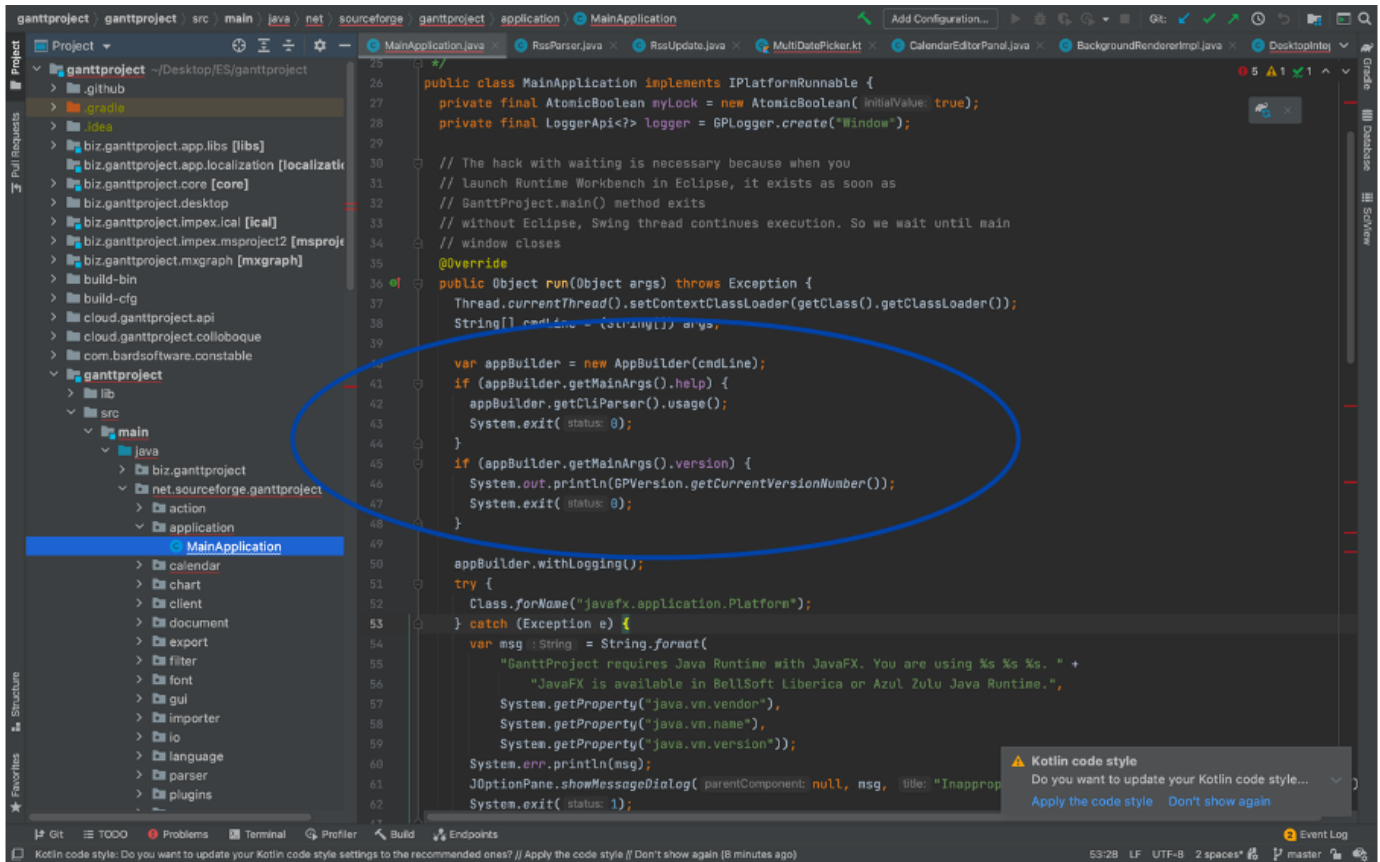 ganttproject ganttproject src main java net sourceforge ganttproject application MainApplication
Add Configuration...
Git:
Project
MainApplication.java
RssParser.java
RssUpdate.java
MultiDatePicker.kt
CalendarEditorPanel.java
BackgroundRendererImpl.java
DesktopInte
Project
Pull Requests
Structure
Favorites
ganttproject ~/Desktop/ES/ganttproject
.github
.gradle
.idea
biz.ganttproject.app.libs [libs]
biz.ganttproject.app.localization [localizati
biz.ganttproject.core [core]
biz.ganttproject.desktop
biz.ganttproject.impex.ical [ical]
biz.ganttproject.impex.msproject2 [msproje
biz.ganttproject.mxgraph [mxgraph]
build-bin
build-cfg
cloud.ganttproject.api
cloud.ganttproject.colloboque
com.bardsoftware.constable
ganttproject
lib
src
main
java
biz.ganttproject
net.sourceforge.ganttproject
action
application
MainApplication
calendar
chart
client
document
export
filter
font
gui
importer
io
language
parser
plugins
5 1 1
25 */
26 public class MainApplication implements IPlatformRunnable {
27 private final AtomicBoolean myLock = new AtomicBoolean( initialValue: true);
28 private final LoggerApi<?> logger = GPLogger.create("Window");
29
30 // The hack with waiting is necessary because when you
31 // launch Runtime Workbench in Eclipse, it exists as soon as
32 // GanttProject.main() method exits
33 // without Eclipse, Swing thread continues execution. So we wait until main
34 // window closes
35 @Override
36 public Object run(Object args) throws Exception {
37 Thread.currentThread().setContextClassLoader(getClass().getClassLoader());
38 String[] cmdLine = (String[]) args;
39
40 var appBuilder = new AppBuilder(cmdLine);
41 if (appBuilder.getMainArgs().help) {
42 appBuilder.getCliParser().usage();
43 System.exit( status: 0);
44 }
45 if (appBuilder.getMainArgs().version) {
46 System.out.println(GPVersion.getCurrentVersionNumber());
47 System.exit( status: 0);
48 }
49
50 appBuilder.withLogging();
51 try {
52 Class.forName("javafx.application.Platform");
53 } catch (Exception e) {
54 var msg : String = String.format(
55 "GanttProject requires Java Runtime with JavaFX. You are using %s %s %s. " +
56 "JavaFX is available in BellSoft Liberica or Azul Zulu Java Runtime.",
57 System.getProperty("java.vm.vendor"),
58 System.getProperty("java.vm.name"),
59 System.getProperty("java.vm.version"));
60 System.err.println(msg);
61 JOptionPane.showMessageDialog( parentComponent: null, msg, title: "Inapprop
62 System.exit( status: 1);
Gradle
Database
SciView
Kotlin code style
Do you want to update your Kotlin code style...
Apply the code style Don't show again
Git TODO Problems Terminal Profiler Build Endpoints
2 Event Log
Kotlin code style: Do you want to update your Kotlin code style settings to the recommended ones? // Apply the code style // Don't show again (8 minutes ago)
53:28 LF UTF-8 2 spaces* master